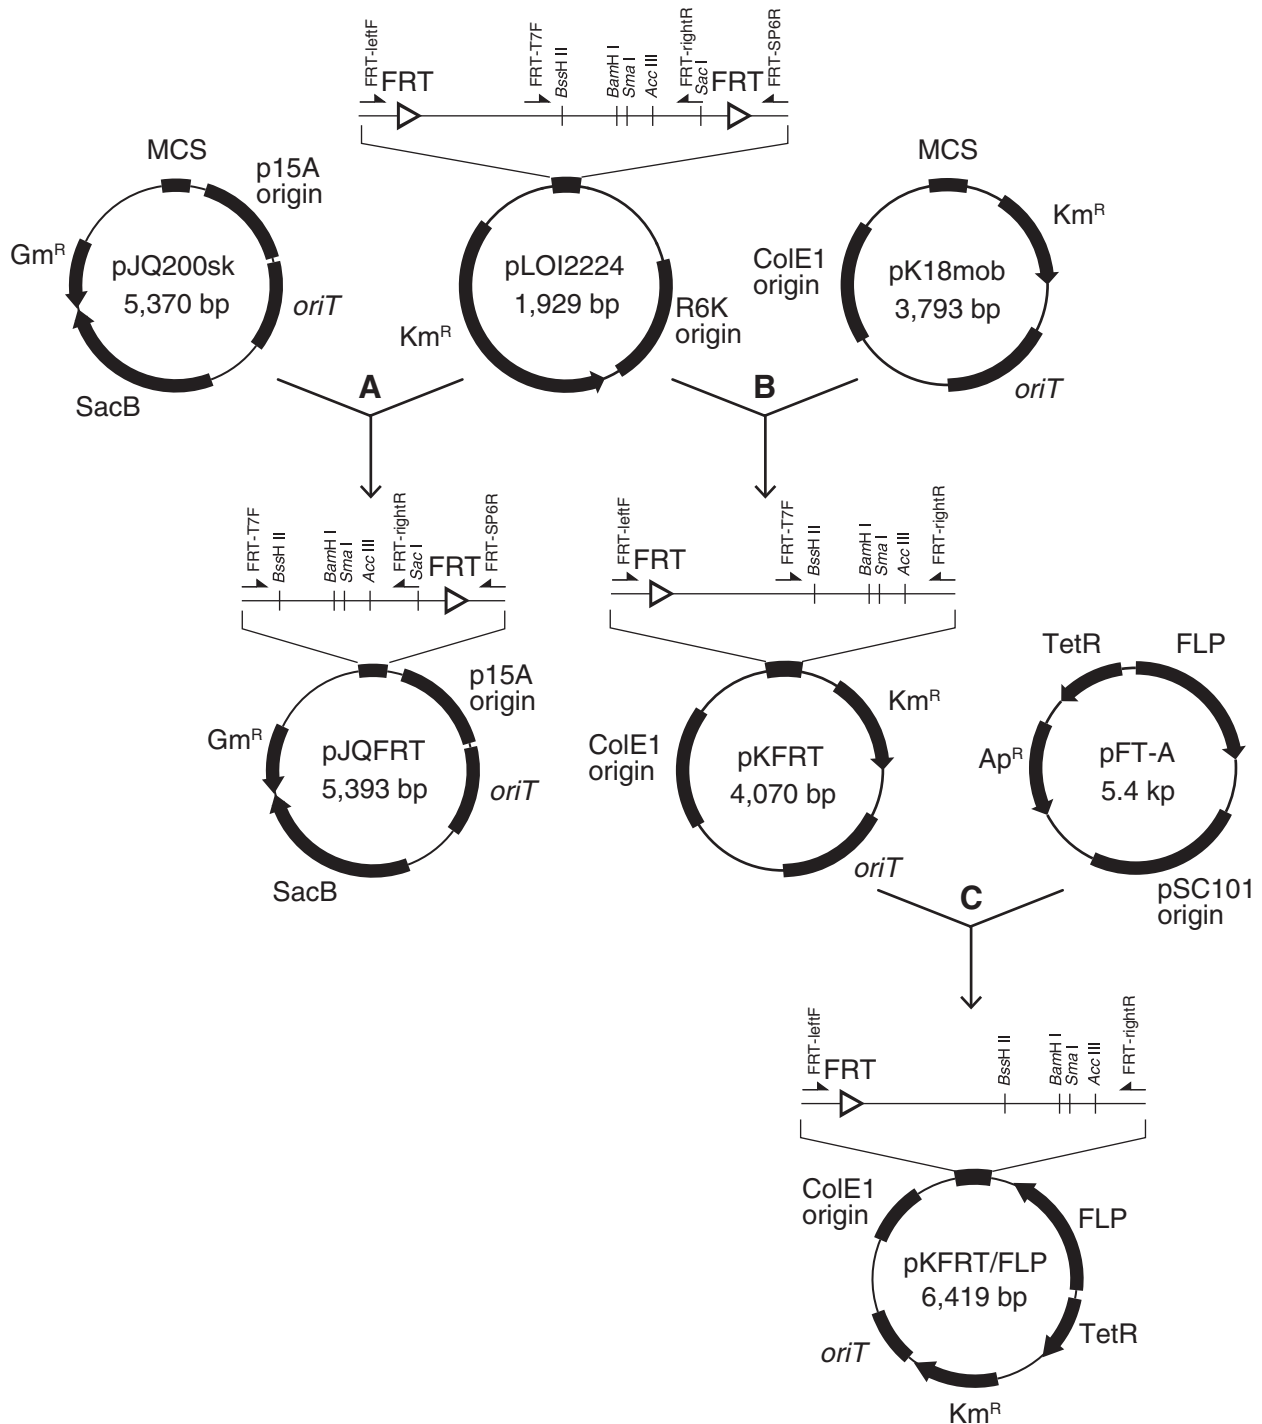 FRT-leftF
FRT
FRT-T7F
BssH II
BamH I
Sma I
Acc III
FRT-rightR
Sac I
FRT
FRT-SP6R
MCS
p15A
origin
GmR
pJQ200sk
5,370 bp
oriT
SacB
pLOI2224
1,929 bp
KmR
R6K
origin
MCS
KmR
ColE1
origin
pK18mob
3,793 bp
oriT
A
B
FRT-T7F
BssH II
BamH I
Sma I
Acc III
FRT-rightR
Sac I
FRT
FRT-SP6R
p15A
origin
GmR
pJQFRT
5,393 bp
oriT
SacB
FRT-leftF
FRT
FRT-T7F
BssH II
BamH I
Sma I
Acc III
FRT-rightR
KmR
ColE1
origin
pKFRT
4,070 bp
oriT
TetR
FLP
ApR
pFT-A
5.4 kp
pSC101
origin
C
FRT-leftF
FRT
BssH II
BamH I
Sma I
Acc III
FRT-rightR
ColE1
origin
FLP
pKFRT/FLP
6,419 bp
TetR
oriT
KmR